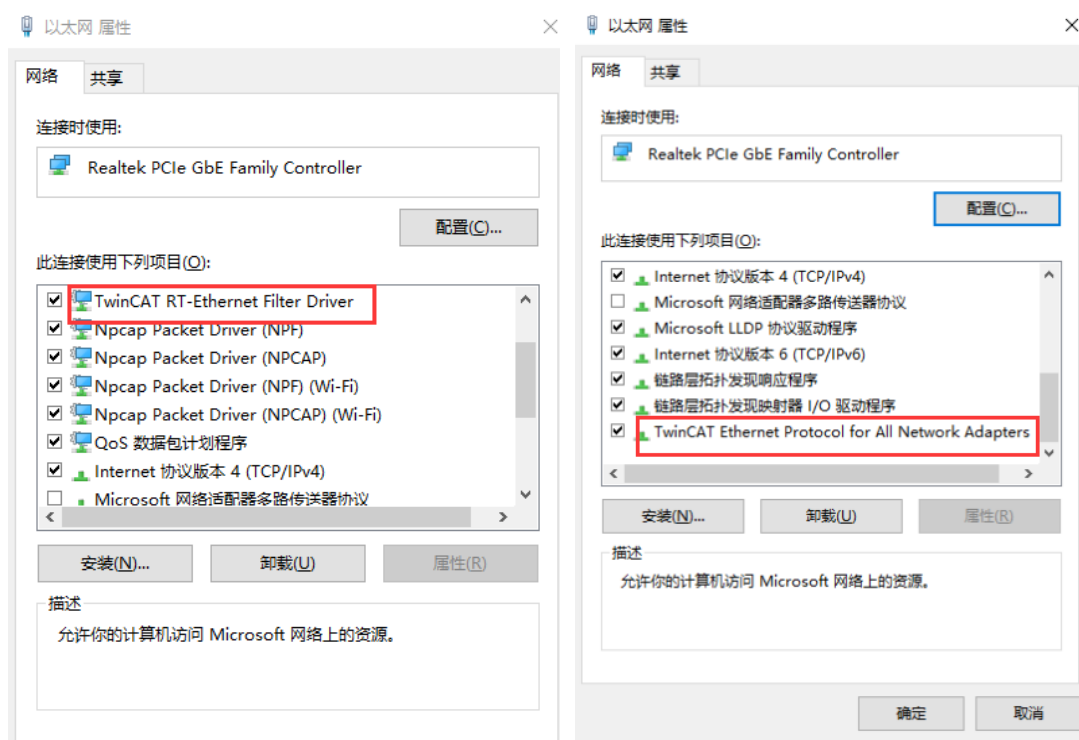 以太网 属性
网络
共享
连接时使用:
Realtek PCIe GbE Family Controller
配置(C)...
此连接使用下列项目(O):
TwinCAT RT-Ethernet Filter Driver
Npcap Packet Driver (NPF)
Npcap Packet Driver (NPCAP)
Npcap Packet Driver (NPF) (Wi-Fi)
Npcap Packet Driver (NPCAP) (Wi-Fi)
QoS 数据包计划程序
Internet 协议版本 4 (TCP/IPv4)
Microsoft 网络适配器多路传送器协议
安装(N)...
卸载(U)
属性(R)
描述
允许你的计算机访问 Microsoft 网络上的资源。
以太网 属性
网络
共享
连接时使用:
Realtek PCIe GbE Family Controller
配置(C)...
此连接使用下列项目(O):
Internet 协议版本 4 (TCP/IPv4)
Microsoft 网络适配器多路传送器协议
Microsoft LLDP 协议驱动程序
Internet 协议版本 6 (TCP/IPv6)
链路层拓扑发现响应程序
链路层拓扑发现映射器 I/O 驱动程序
TwinCAT Ethernet Protocol for All Network Adapters
安装(N)...
卸载(U)
属性(R)
描述
允许你的计算机访问 Microsoft 网络上的资源。
确定
取消